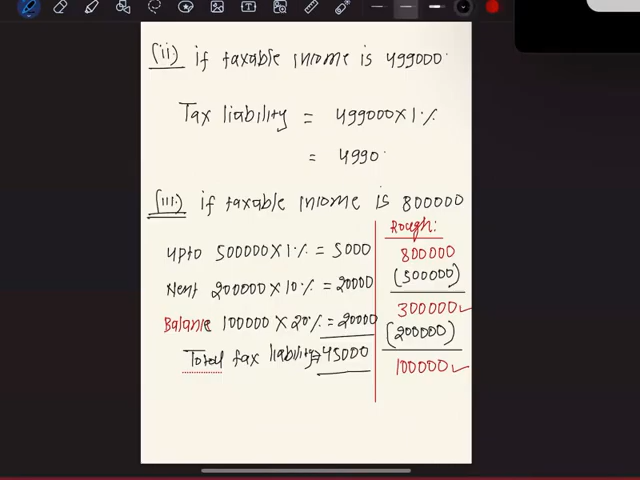 (ii) if taxable income is 499000.
Tax liability = 499000 X 1 %
= 4990.
(iii) if taxable income is 800000
upto 500000 X 1 % = 5000
Next 200000 X 10 % = 20000
Balance 100000 X 20 % = 20000
Total tax liability = 45000
Rough:
800000
(500000)
300000 ✓
(200000)
100000 ✓